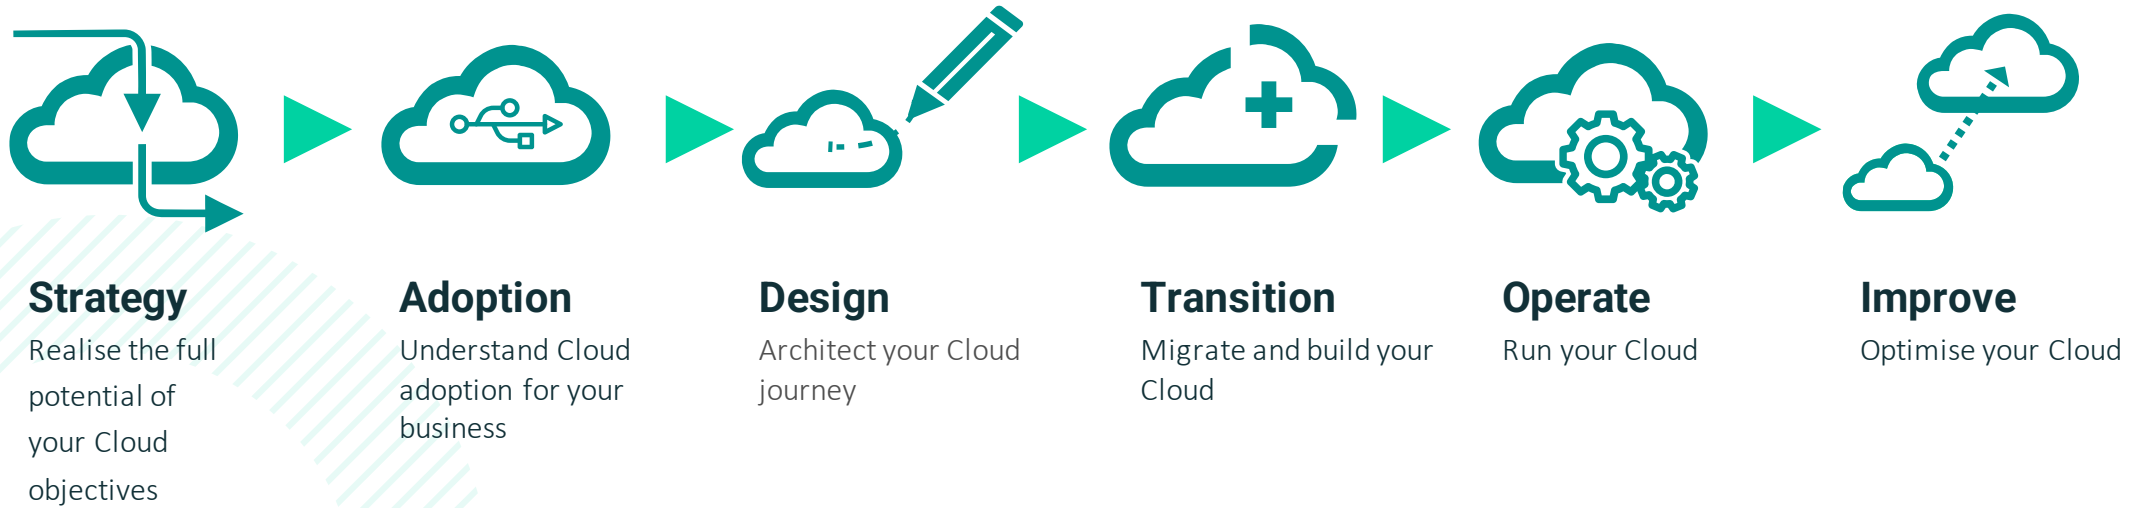 Strategy
Realise the full
potential of
your Cloud
objectives
Adoption
Understand Cloud
adoption for your
business
Design
Architect your Cloud
journey
Transition
Migrate and build your
Cloud
Operate
Run your Cloud
Improve
Optimise your Cloud